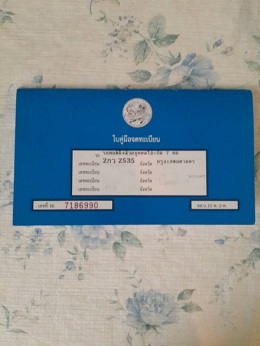 ใบคู่มือจดทะเบียน
รถยนต์นั่งส่วนบุคคลไม่เกิน 7 คน
เลขทะเบียน 2กา 2535 จังหวัด กรุงเทพมหานคร
เลขทะเบียน จังหวัด
เลขทะเบียน จังหวัด
เลขทะเบียน จังหวัด
เลขที่ 7186990